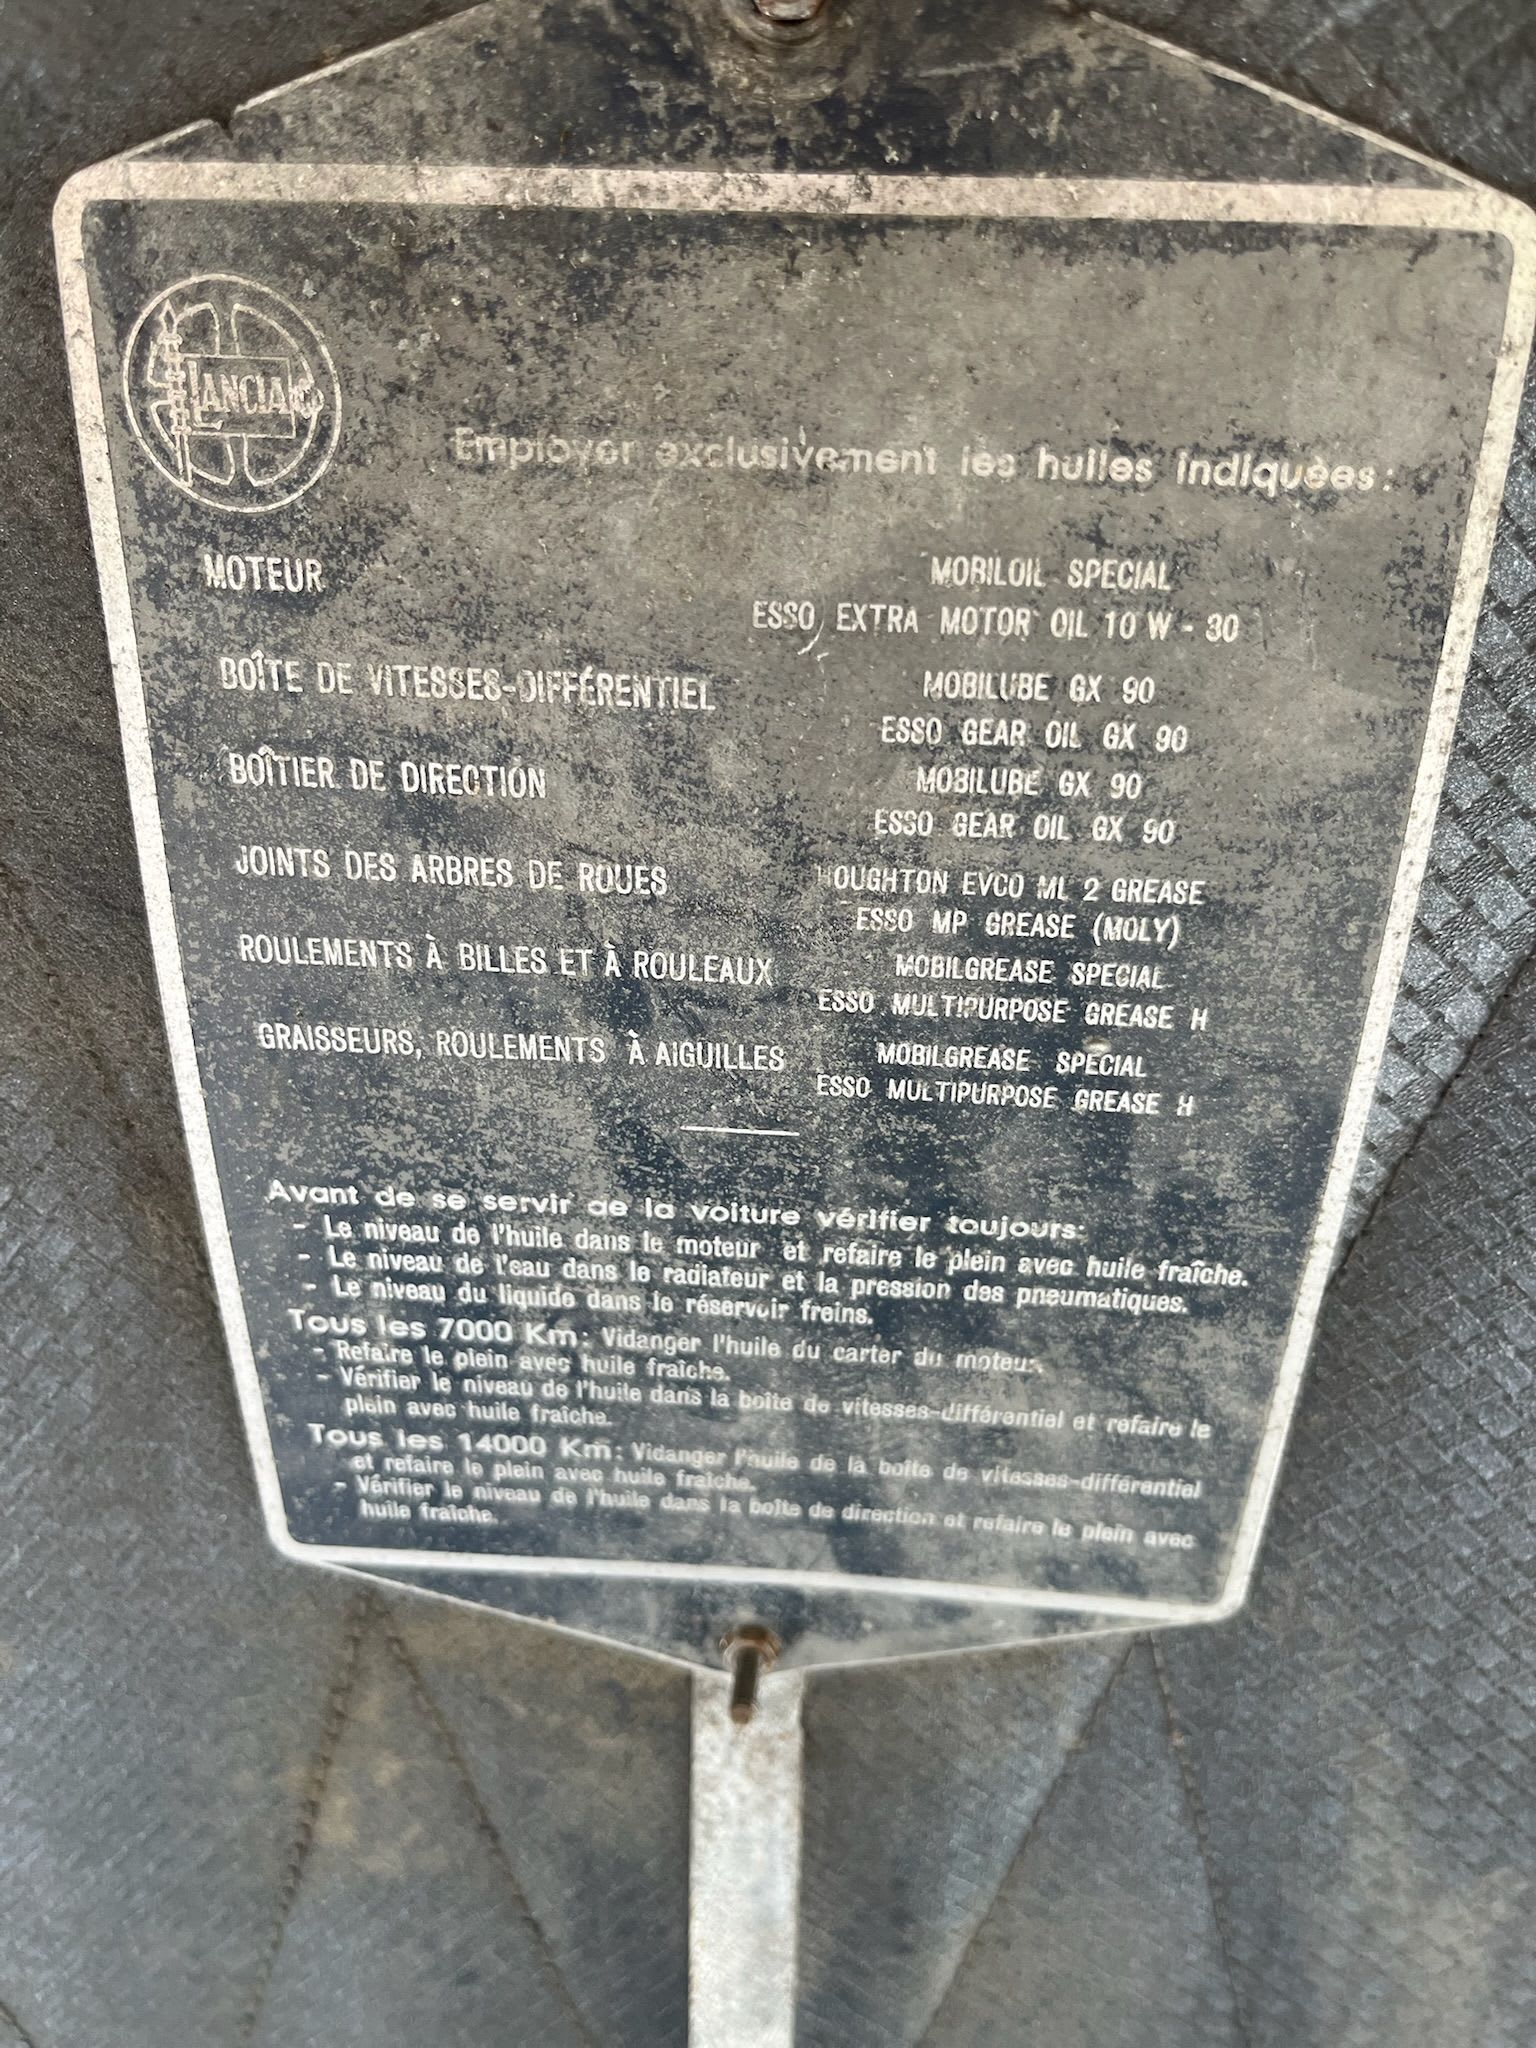 LANCIA & Co
Employer exclusivement les huiles indiquées:
MOTEUR MOBILOIL SPECIAL
ESSO EXTRA MOTOR OIL 10 W - 30
BOÎTE DE VITESSES-DIFFÉRENTIEL MOBILUBE GX 90
ESSO GEAR OIL GX 90
BOÎTIER DE DIRECTION MOBILUBE GX 90
ESSO GEAR OIL GX 90
JOINTS DES ARBRES DE ROUES HOUGHTON EVCO ML 2 GREASE
ESSO MP GREASE (MOLY)
ROULEMENTS À BILLES ET À ROULEAUX MOBILGREASE SPECIAL
ESSO MULTIPURPOSE GREASE H
GRAISSEURS, ROULEMENTS À AIGUILLES MOBILGREASE SPECIAL
ESSO MULTIPURPOSE GREASE H
Avant de se servir de la voiture vérifier toujours:
- Le niveau de l'huile dans le moteur et refaire le plein avec huile fraîche.
- Le niveau de l'eau dans le radiateur et la pression des pneumatiques.
- Le niveau du liquide dans le réservoir freins.
Tous les 7000 Km: Vidanger l'huile du carter du moteur.
- Refaire le plein avec huile fraîche.
- Vérifier le niveau de l'huile dans la boîte de vitesses-différentiel et refaire le
plein avec huile fraîche.
Tous les 14000 Km: Vidanger l'huile de la boîte de vitesses-différentiel
et refaire le plein avec huile fraîche.
- Vérifier le niveau de l'huile dans la boîte de direction et refaire le plein avec
huile fraîche.